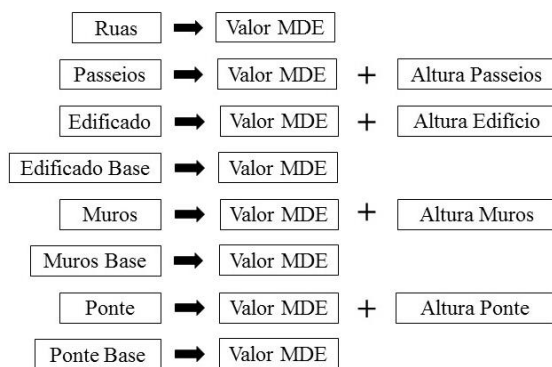 Ruas Valor MDE
Passeios Valor MDE + Altura Passeios
Edificado Valor MDE + Altura Edifício
Edificado Base Valor MDE
Muros Valor MDE + Altura Muros
Muros Base Valor MDE
Ponte Valor MDE + Altura Ponte
Ponte Base Valor MDE